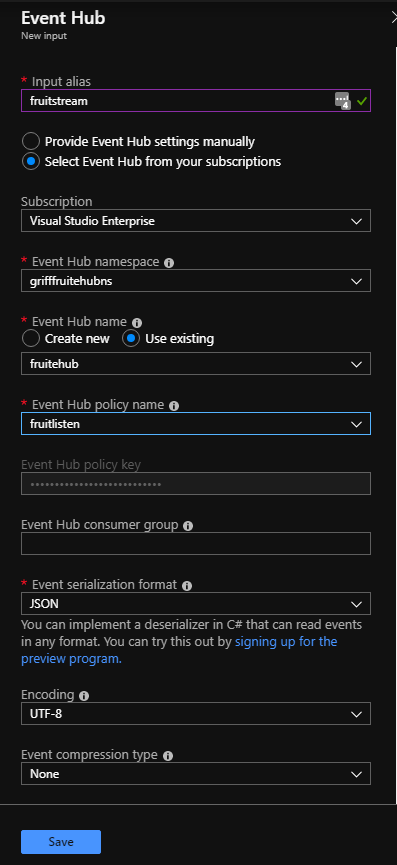 Event Hub
New input
* Input alias
fruitstream
4
Provide Event Hub settings manually
Select Event Hub from your subscriptions
Subscription
Visual Studio Enterprise
* Event Hub namespace
grifffruitehubns
* Event Hub name
Create new Use existing
fruitehub
* Event Hub policy name
fruitlisten
Event Hub policy key
•••••••••••••••••••••••••••
Event Hub consumer group
* Event serialization format
JSON
You can implement a deserializer in C# that can read events
in any format. You can try this out by signing up for the
preview program.
Encoding
UTF-8
Event compression type
None
Save